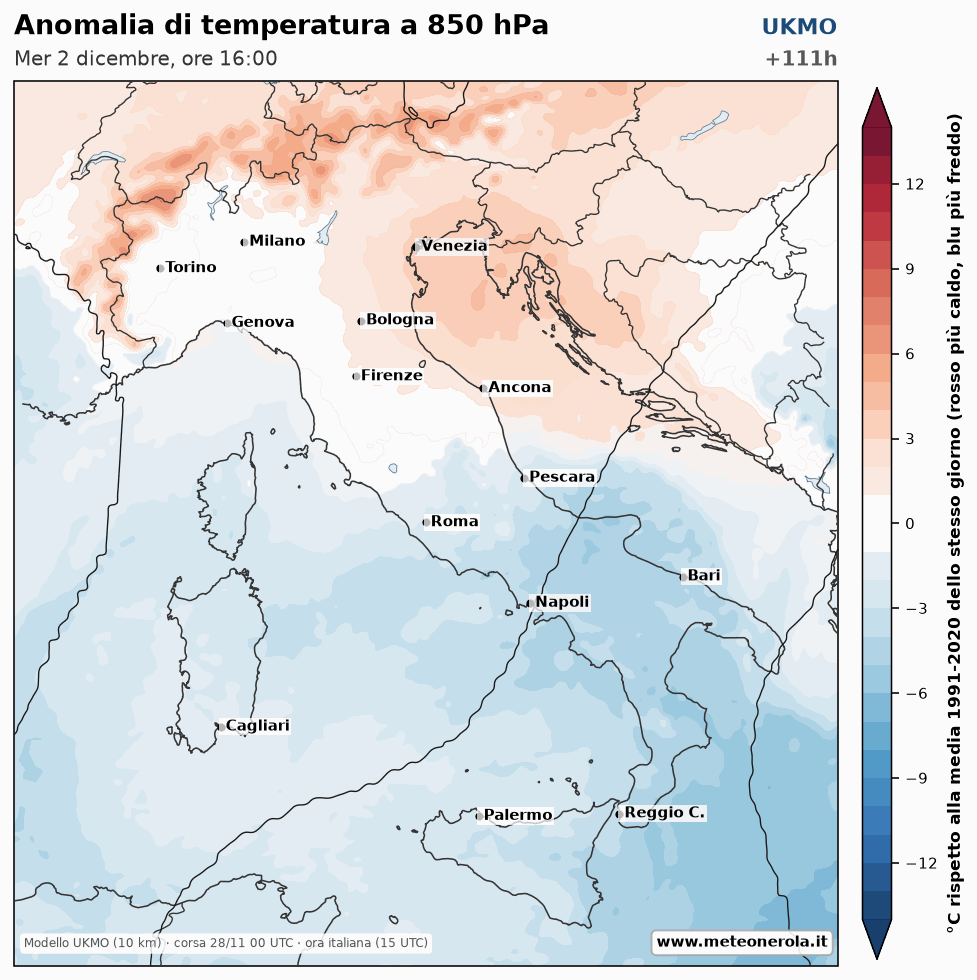 Anomalia di temperatura a 850 hPa
UKMO
Mer 2 dicembre, ore 16:00
+111h
Milano
Venezia
Torino
Genova
Bologna
Firenze
Ancona
Pescara
Roma
Bari
Napoli
Cagliari
Palermo
Reggio C.
12
9
6
3
0
−3
−6
−9
−12
°C rispetto alla media 1991-2020 dello stesso giorno (rosso più caldo, blu più freddo)
Modello UKMO (10 km) · corsa 28/11 00 UTC · ora italiana (15 UTC)
www.meteonerola.it